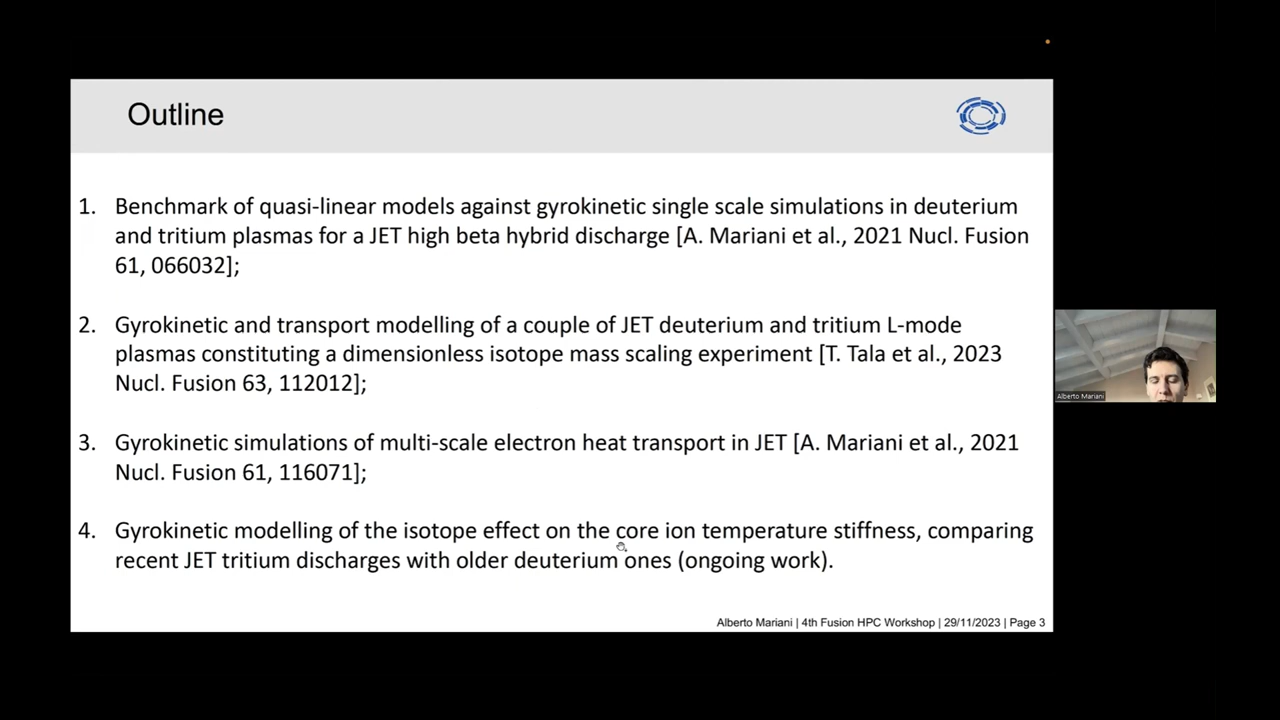 Outline
1. Benchmark of quasi-linear models against gyrokinetic single scale simulations in deuterium
and tritium plasmas for a JET high beta hybrid discharge [A. Mariani et al., 2021 Nucl. Fusion
61, 066032];
2. Gyrokinetic and transport modelling of a couple of JET deuterium and tritium L-mode
plasmas constituting a dimensionless isotope mass scaling experiment [T. Tala et al., 2023
Nucl. Fusion 63, 112012];
3. Gyrokinetic simulations of multi-scale electron heat transport in JET [A. Mariani et al., 2021
Nucl. Fusion 61, 116071];
4. Gyrokinetic modelling of the isotope effect on the core ion temperature stiffness, comparing
recent JET tritium discharges with older deuterium ones (ongoing work).
Alberto Mariani | 4th Fusion HPC Workshop | 29/11/2023 | Page 3
Alberto Mariani